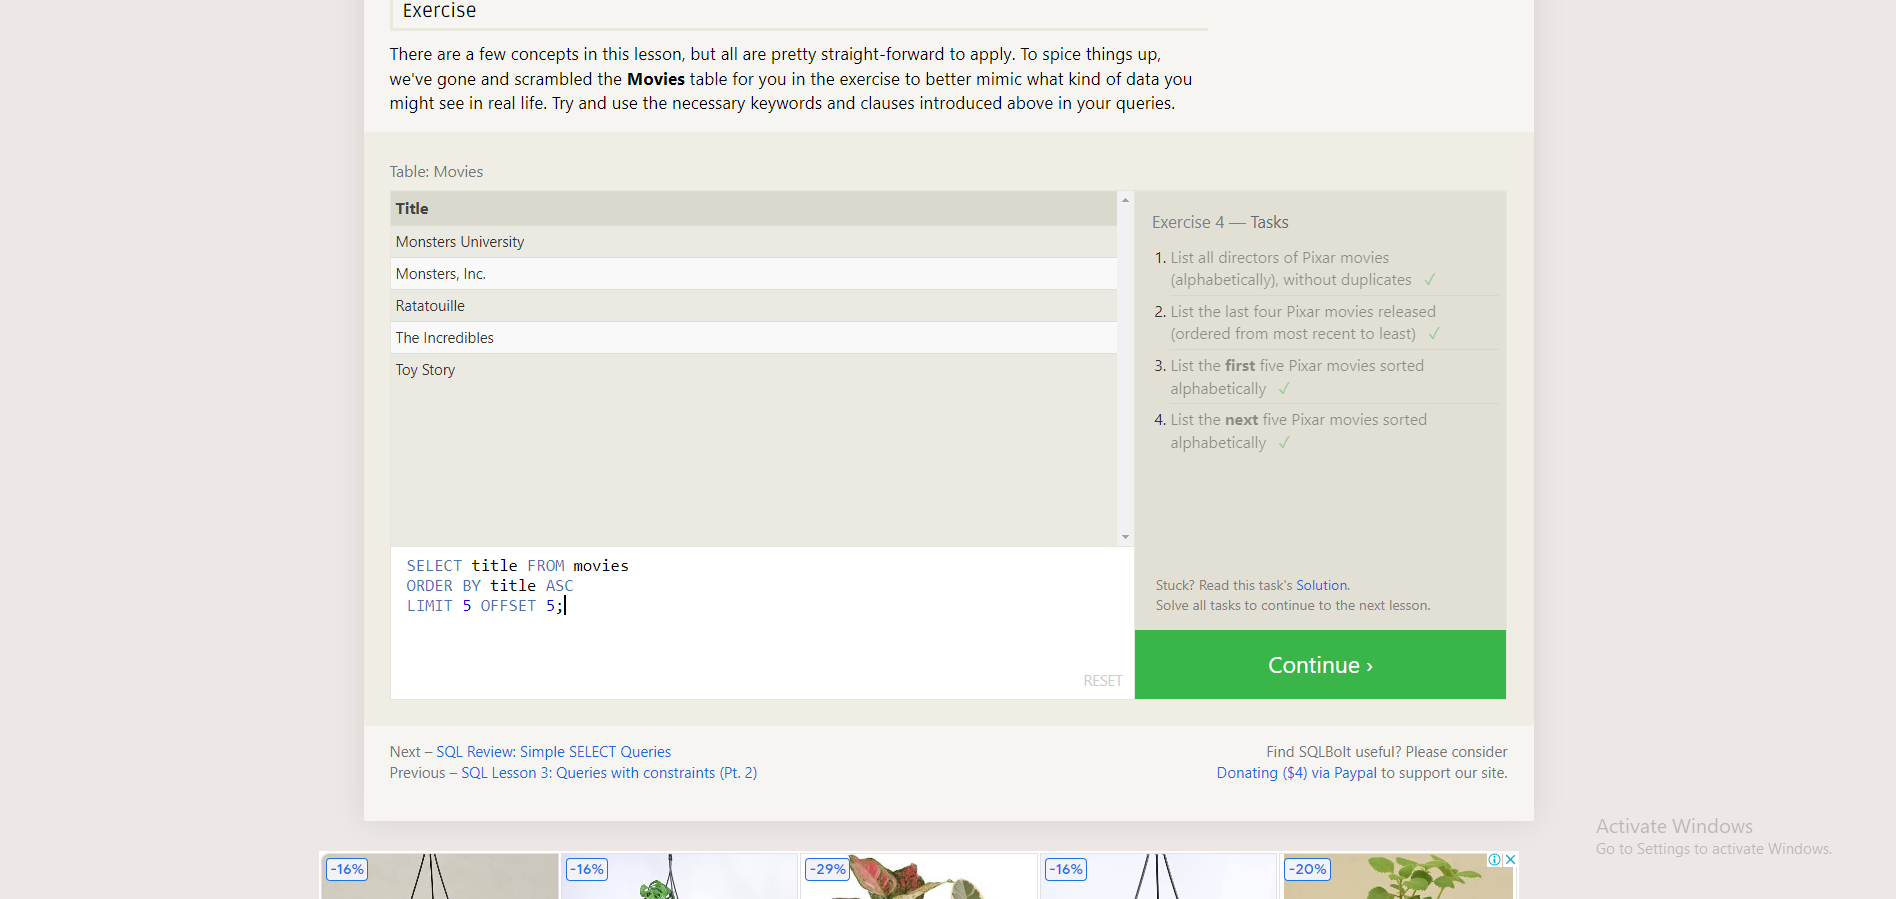 Exercise
There are a few concepts in this lesson, but all are pretty straight-forward to apply. To spice things up,
we've gone and scrambled the Movies table for you in the exercise to better mimic what kind of data you
might see in real life. Try and use the necessary keywords and clauses introduced above in your queries.
Table: Movies
Title
Monsters University
Monsters, Inc.
Ratatouille
The Incredibles
Toy Story
SELECT title FROM movies
ORDER BY title ASC
LIMIT 5 OFFSET 5;
RESET
Exercise 4 — Tasks
1. List all directors of Pixar movies
(alphabetically), without duplicates ✓
2. List the last four Pixar movies released
(ordered from most recent to least) ✓
3. List the first five Pixar movies sorted
alphabetically ✓
4. List the next five Pixar movies sorted
alphabetically ✓
Stuck? Read this task's Solution.
Solve all tasks to continue to the next lesson.
Continue ›
Next – SQL Review: Simple SELECT Queries
Previous – SQL Lesson 3: Queries with constraints (Pt. 2)
Find SQLBolt useful? Please consider
Donating ($4) via Paypal to support our site.
Activate Windows
Go to Settings to activate Windows.
-16%
-16%
-29%
-16%
-20%